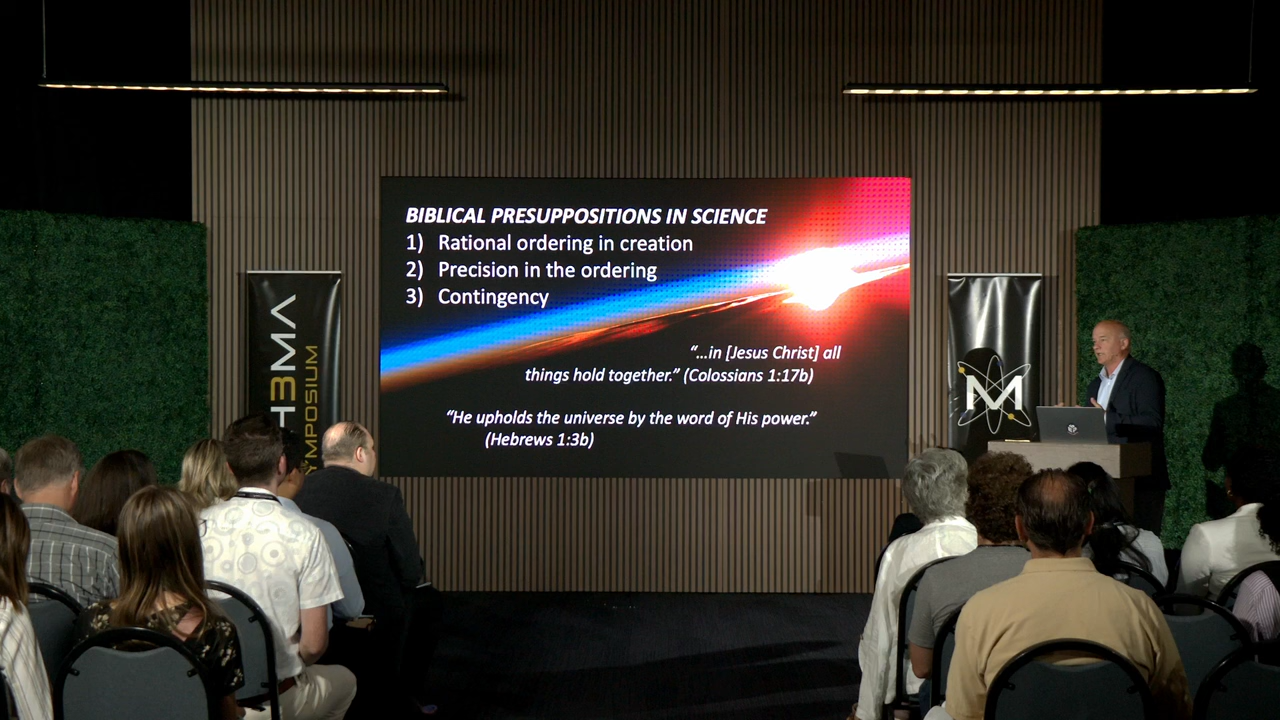 BIBLICAL PRESUPPOSITIONS IN SCIENCE
1) Rational ordering in creation
2) Precision in the ordering
3) Contingency
“...in [Jesus Christ] all
things hold together.” (Colossians 1:17b)
“He upholds the universe by the word of His power.”
(Hebrews 1:3b)
M